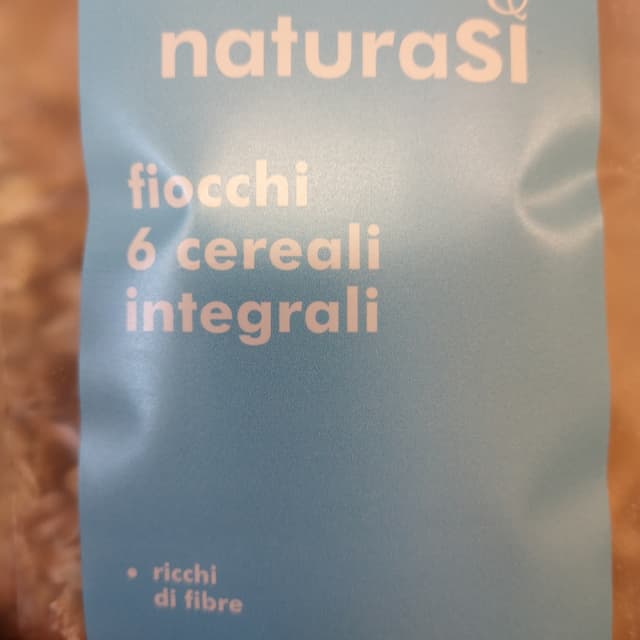 naturaSì
fiocchi
6 cereali
integrali
• ricchi
di fibre